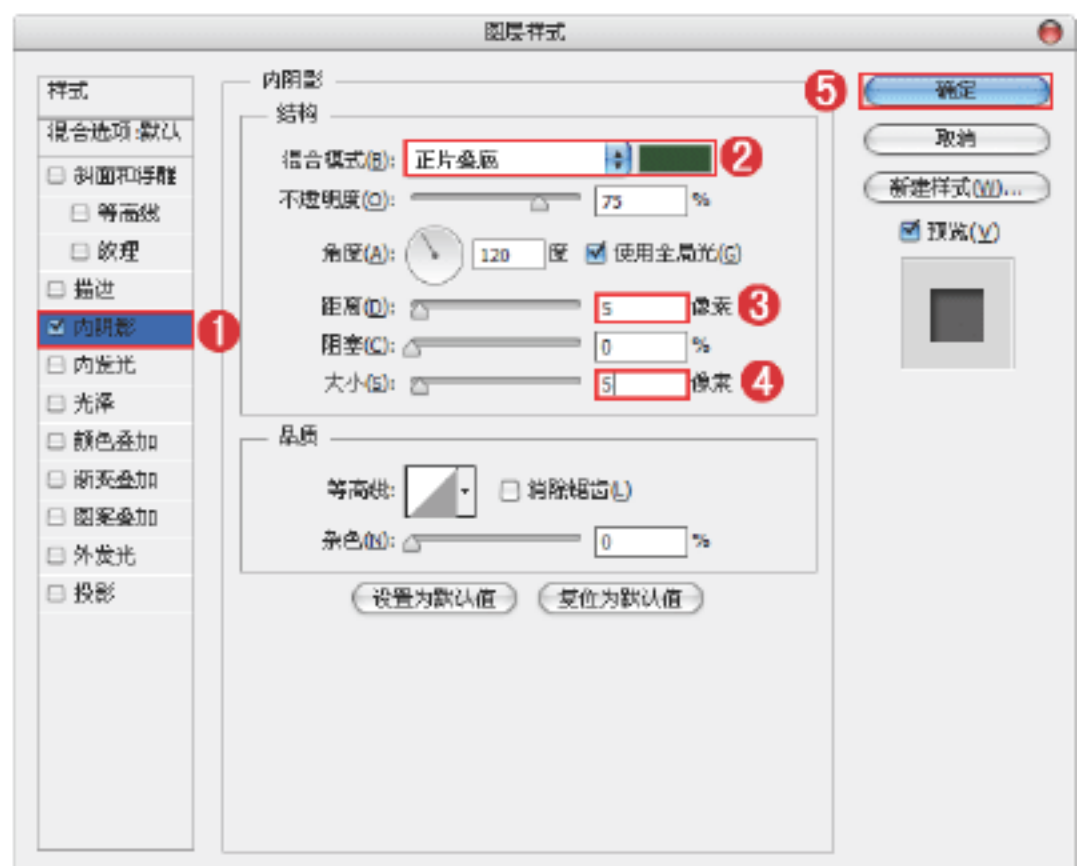 图层样式
样式
混合选项:默认
斜面和浮雕
等高线
纹理
描边
内阴影
内发光
光泽
颜色叠加
渐变叠加
图案叠加
外发光
投影
1
内阴影
结构
混合模式(B): 正片叠底 2
不透明度(O): 75 %
角度(A): 120 度 使用全局光(G)
距离(D): 5 像素 3
阻塞(C): 0 %
大小(S): 5 像素 4
品质
等高线: 消除锯齿(L)
杂色(N): 0 %
设置为默认值 复位为默认值
5 确定
取消
新建样式(W)...
预览(V)